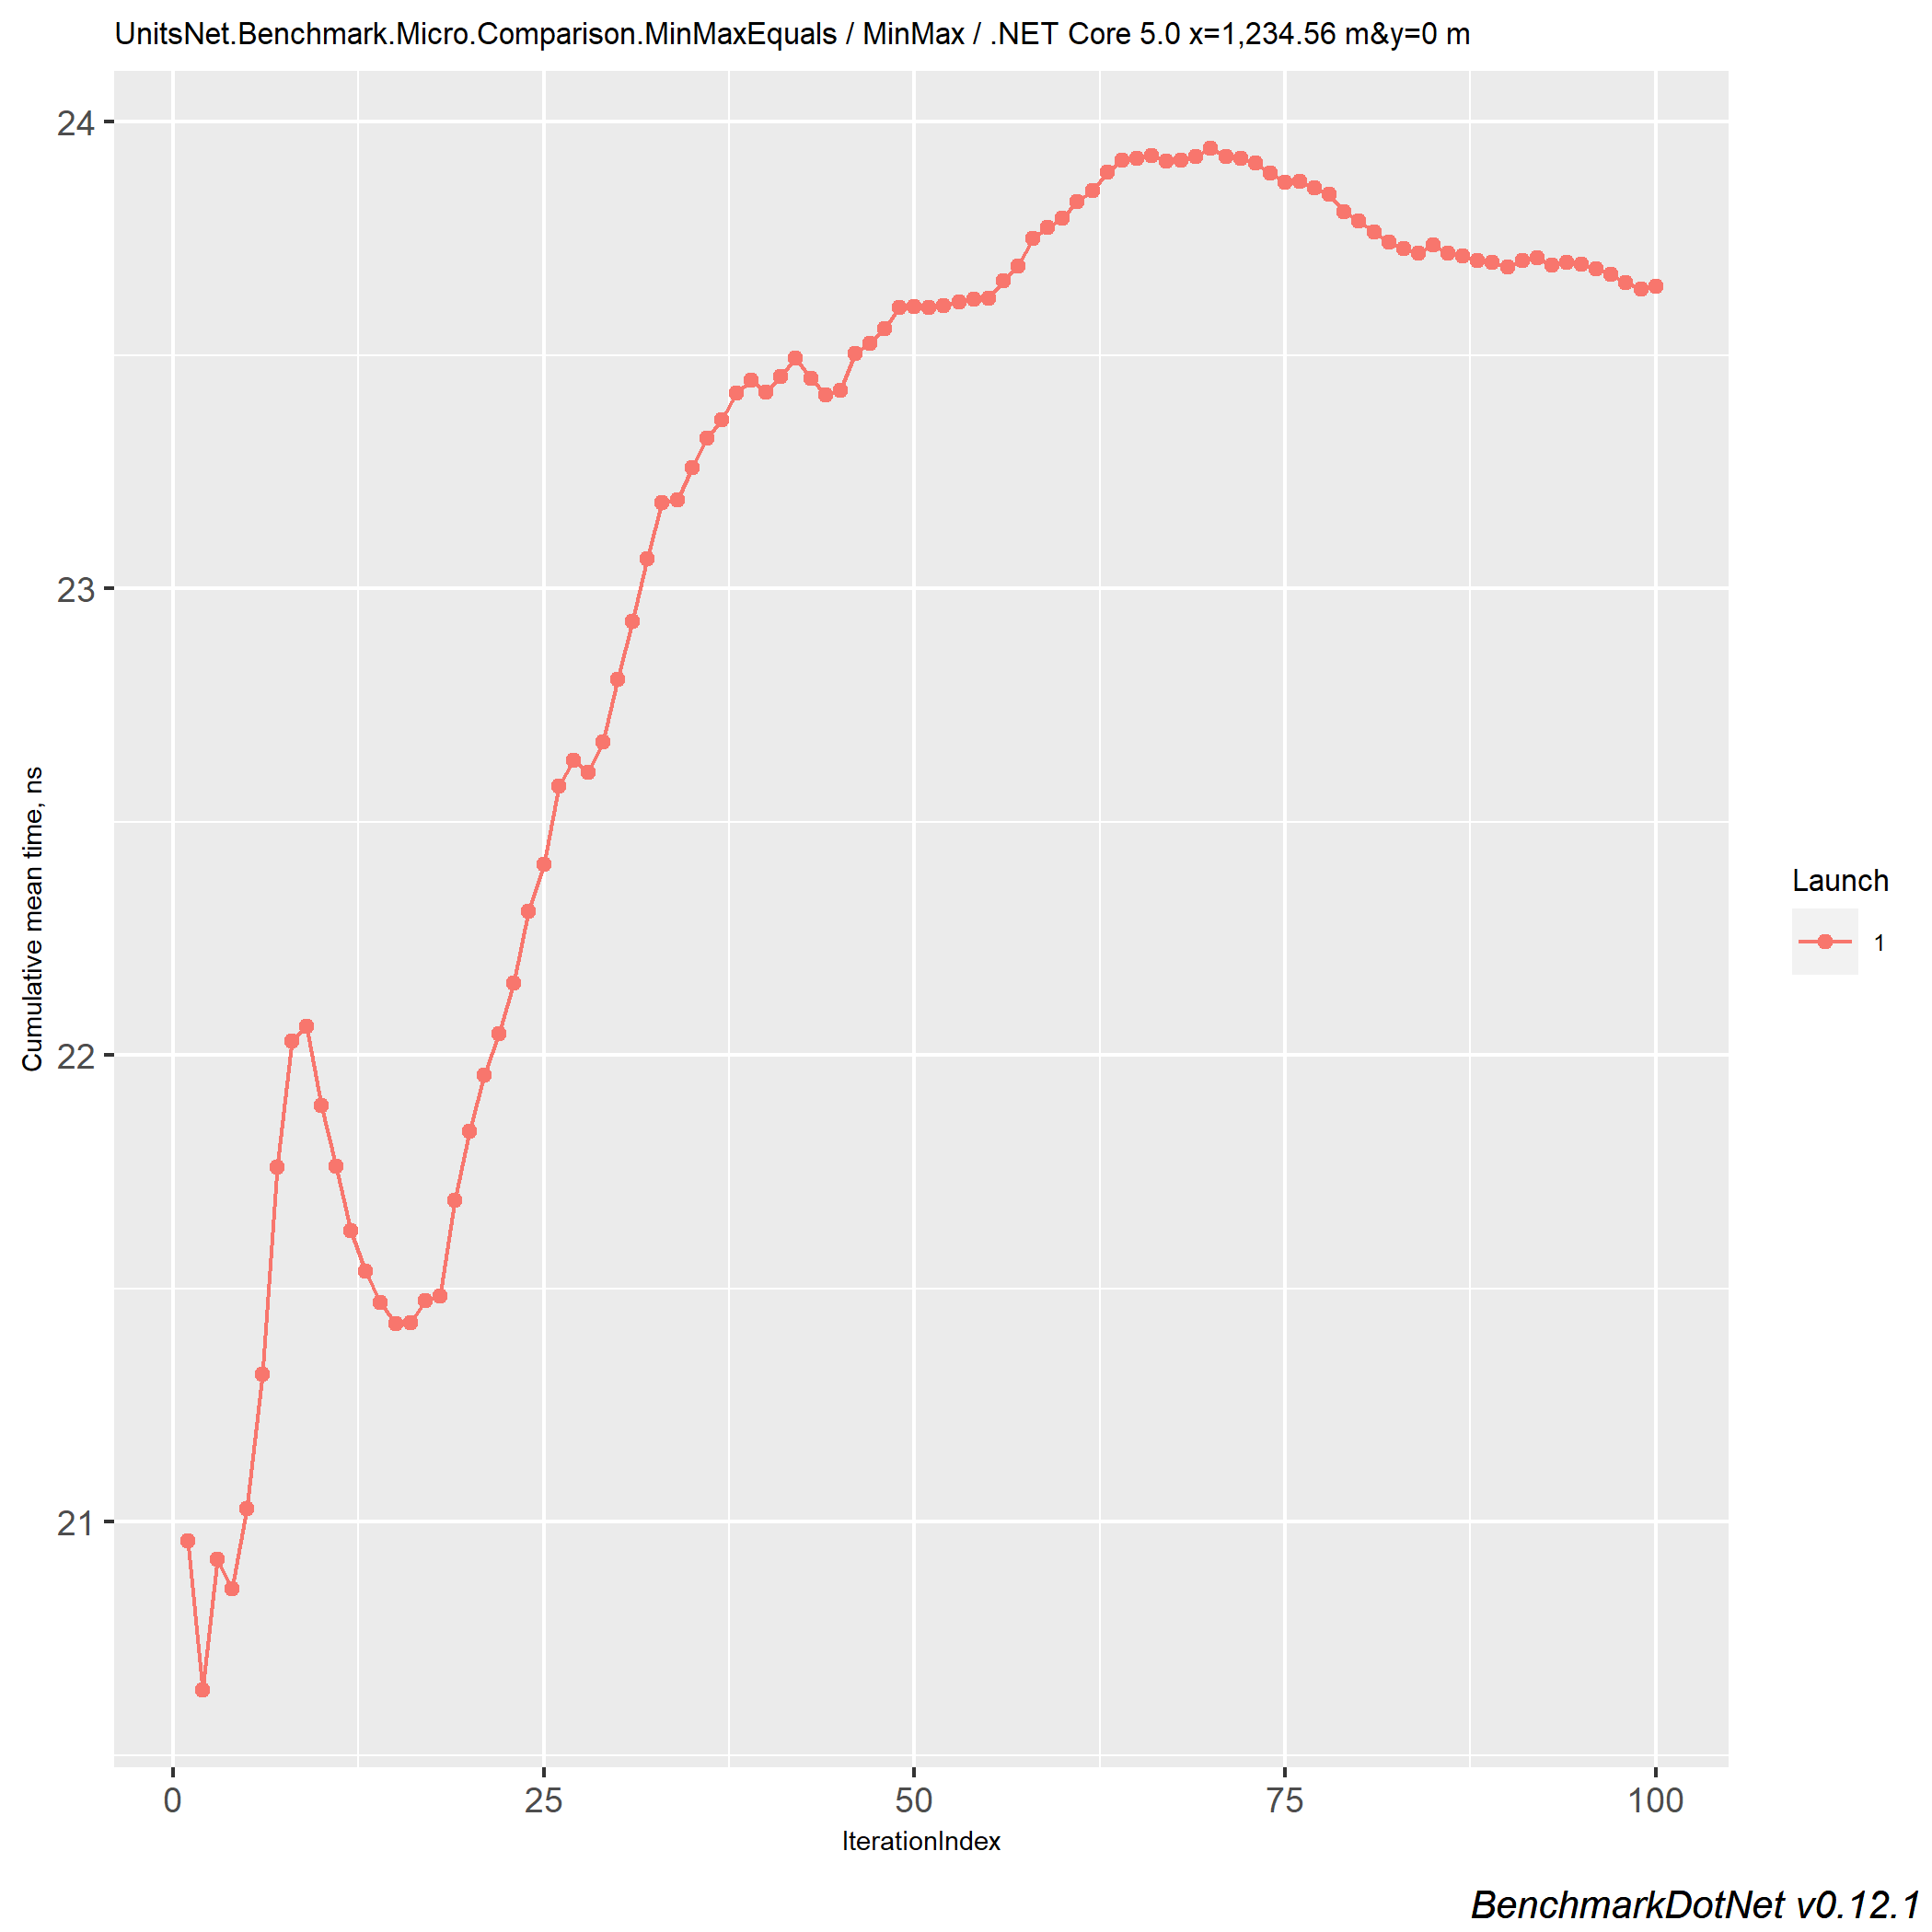 UnitsNet.Benchmark.Micro.Comparison.MinMaxEquals / MinMax / .NET Core 5.0 x=1,234.56 m&y=0 m
24
23
22
21
Cumulative mean time, ns
0 25 50 75 100
IterationIndex
Launch
1
BenchmarkDotNet v0.12.1